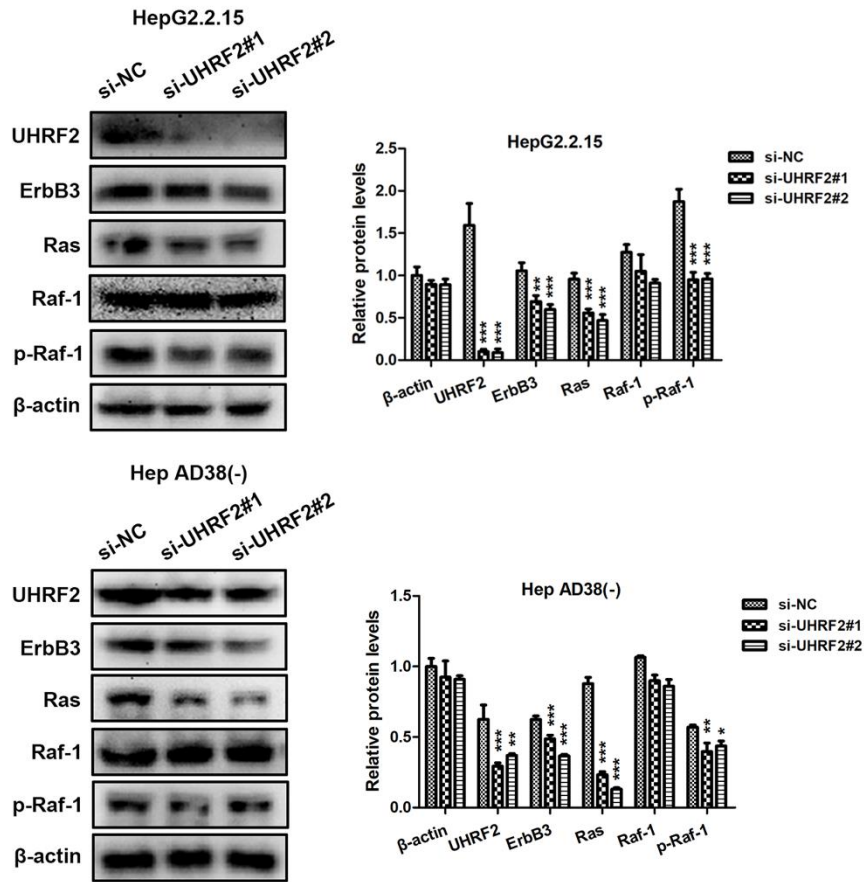 HepG2.2.15
si-NC
si-UHRF2#1
si-UHRF2#2
UHRF2
ErbB3
Ras
Raf-1
p-Raf-1
β-actin
HepG2.2.15
si-NC
si-UHRF2#1
si-UHRF2#2
Relative protein levels
2.5
2.0
1.5
1.0
0.5
0.0
*** *** ** *** *** *** *** ***
β-actin UHRF2 ErbB3 Ras Raf-1 p-Raf-1
Hep AD38(-)
si-NC
si-UHRF2#1
si-UHRF2#2
UHRF2
ErbB3
Ras
Raf-1
p-Raf-1
β-actin
Hep AD38(-)
si-NC
si-UHRF2#1
si-UHRF2#2
Relative protein levels
1.5
1.0
0.5
0.0
*** ** *** *** *** *** ** *
β-actin UHRF2 ErbB3 Ras Raf-1 p-Raf-1